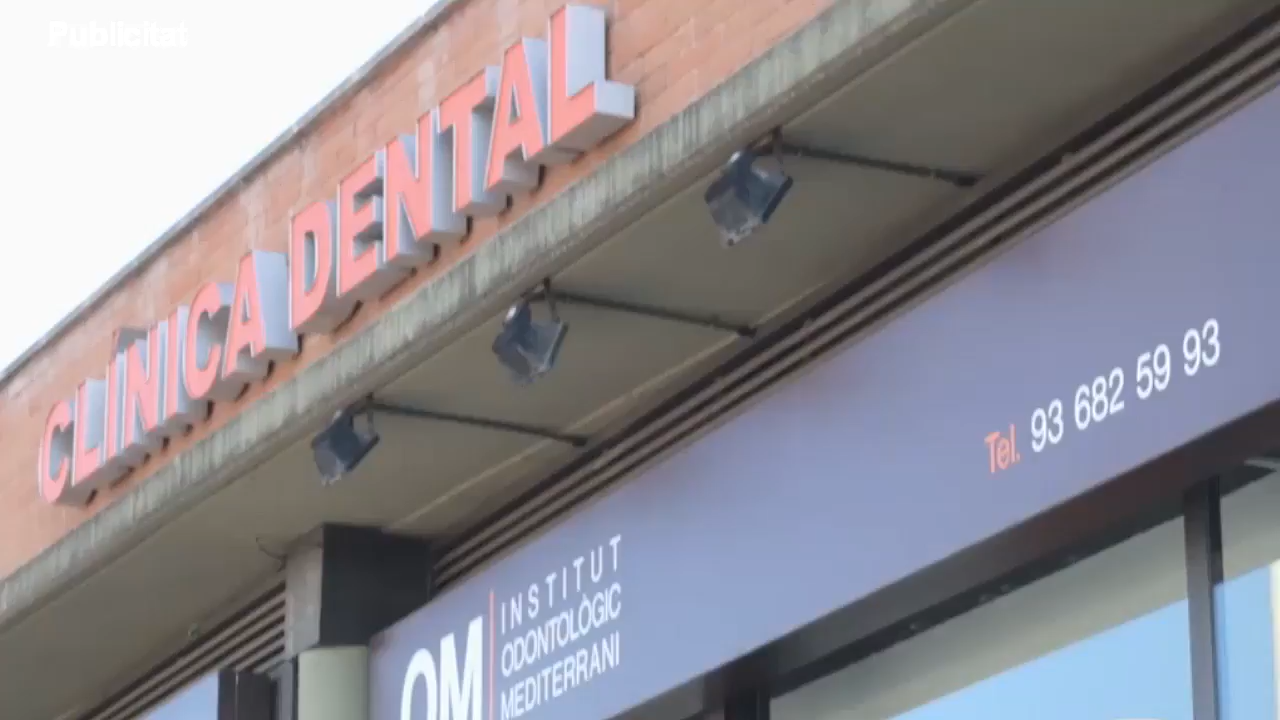 Publicitat
CLÍNICA DENTAL
Tel. 93 682 59 93
OM
INSTITUT
ODONTOLÒGIC
MEDITERRANI